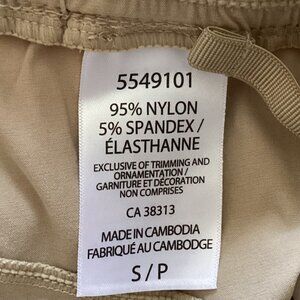 5549101
95% NYLON
5% SPANDEX /
ÉLASTHANNE
EXCLUSIVE OF TRIMMING AND
ORNAMENTATION/
GARNITURE ET DÉCORATION
NON COMPRISES
CA 38313
MADE IN CAMBODIA
FABRIQUÉ AU CAMBODGE
S / P